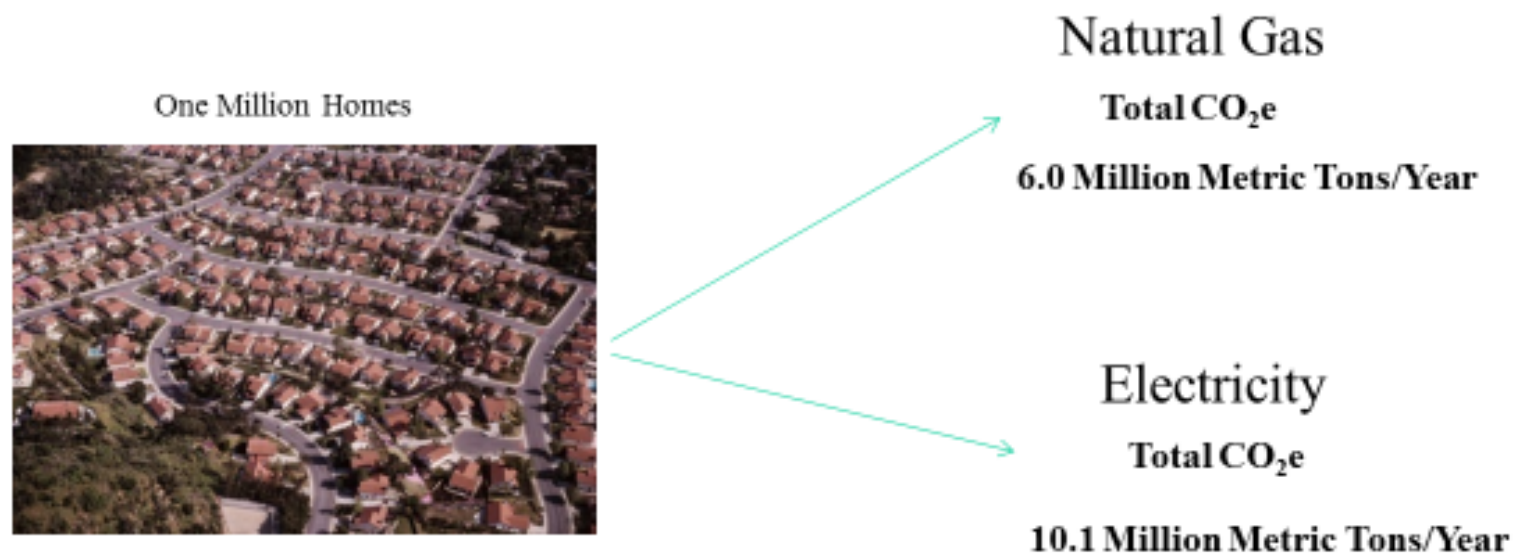 One Million Homes
Natural Gas
Total CO₂e
6.0 Million Metric Tons/Year
Electricity
Total CO₂e
10.1 Million Metric Tons/Year